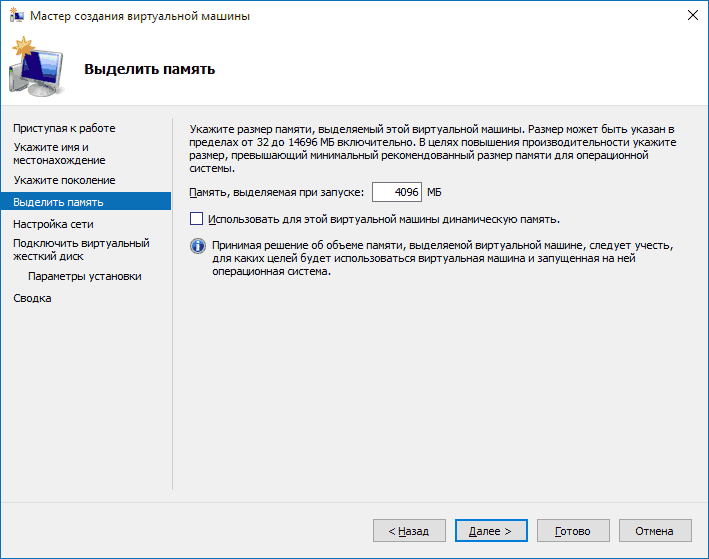 Мастер создания виртуальной машины
Выделить память
Приступая к работе
Укажите имя и
местонахождение
Укажите поколение
Выделить память
Настройка сети
Подключить виртуальный
жесткий диск
Параметры установки
Сводка
Укажите размер памяти, выделяемый этой виртуальной машины. Размер может быть указан в
пределах от 32 до 14696 МБ включительно. В целях повышения производительности укажите
размер, превышающий минимальный рекомендованный размер памяти для операционной
системы.
Память, выделяемая при запуске: 4096 МБ
Использовать для этой виртуальной машины динамическую память.
Принимая решение об объеме памяти, выделяемой виртуальной машине, следует учесть,
для каких целей будет использоваться виртуальная машина и запущенная на ней
операционная система.
< Назад
Далее >
Готово
Отмена